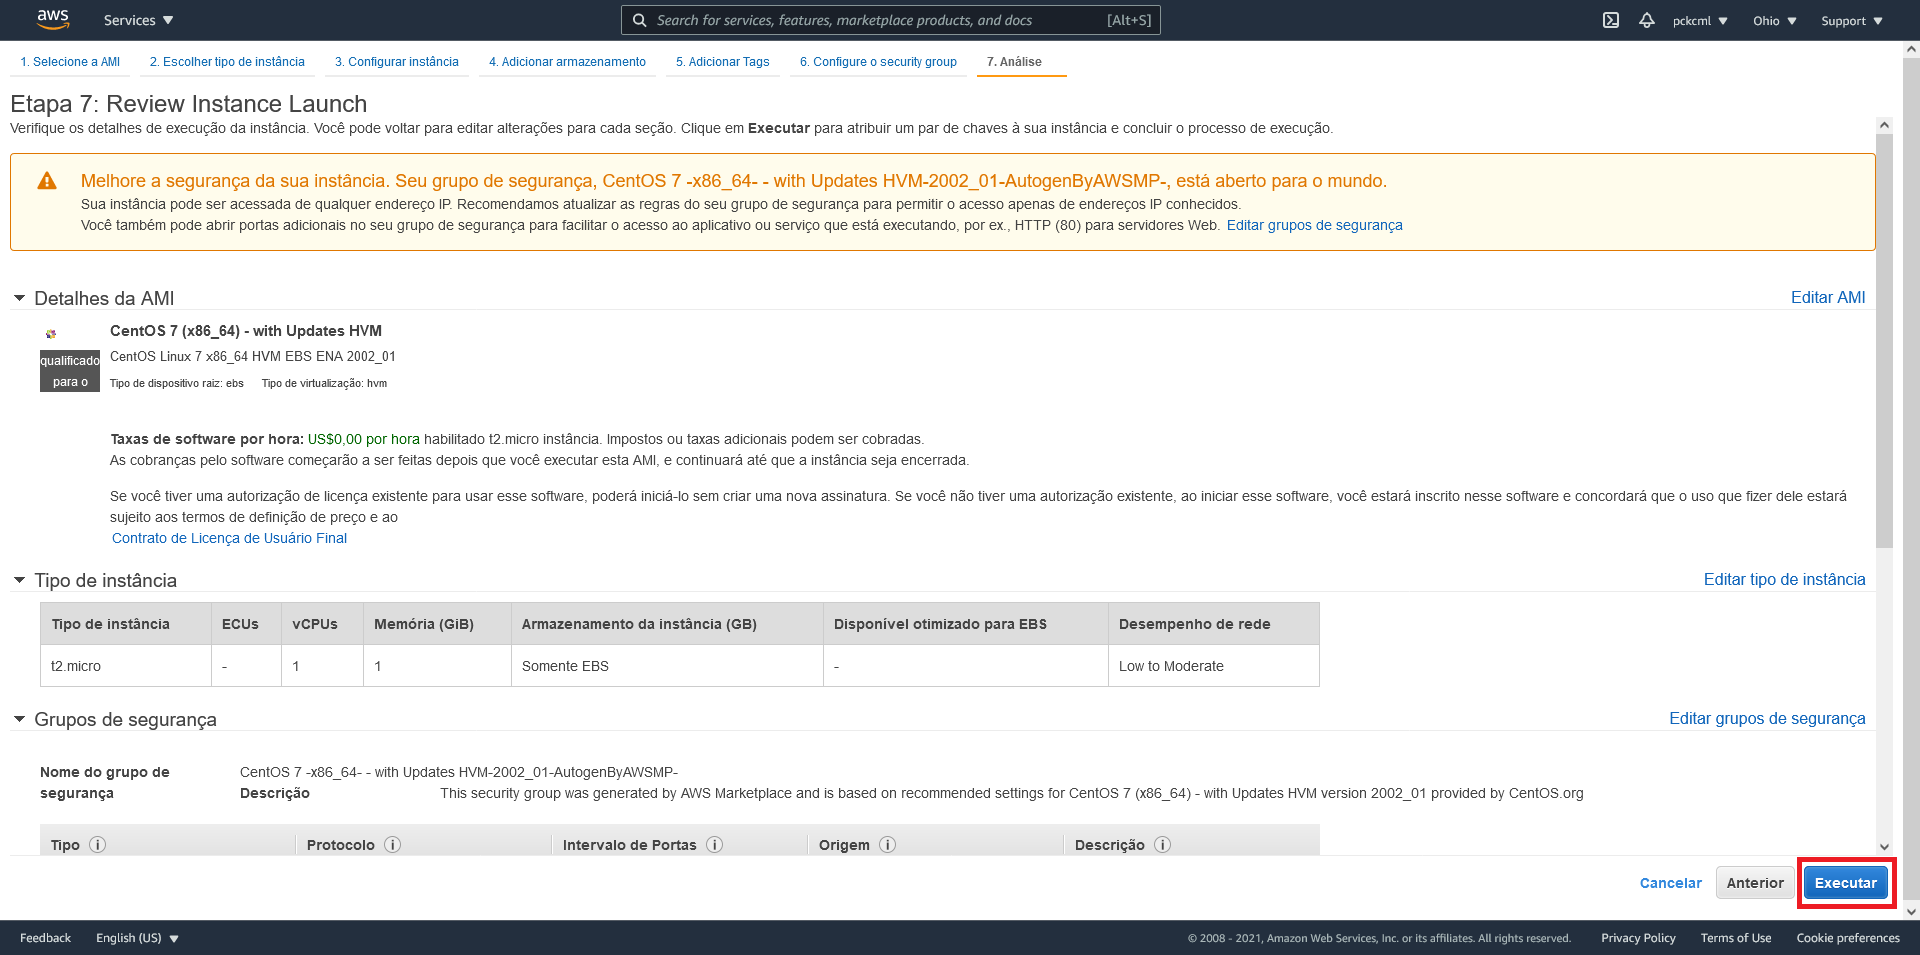 aws
Services
Search for services, features, marketplace products, and docs [Alt+S]
pckcml
Ohio
Support
1. Selecione a AMI
2. Escolher tipo de instância
3. Configurar instância
4. Adicionar armazenamento
5. Adicionar Tags
6. Configure o security group
7. Análise
Etapa 7: Review Instance Launch
Verifique os detalhes de execução da instância. Você pode voltar para editar alterações para cada seção. Clique em Executar para atribuir um par de chaves à sua instância e concluir o processo de execução.
Melhore a segurança da sua instância. Seu grupo de segurança, CentOS 7 -x86_64- - with Updates HVM-2002_01-AutogenByAWSMP-, está aberto para o mundo.
Sua instância pode ser acessada de qualquer endereço IP. Recomendamos atualizar as regras do seu grupo de segurança para permitir o acesso apenas de endereços IP conhecidos.
Você também pode abrir portas adicionais no seu grupo de segurança para facilitar o acesso ao aplicativo ou serviço que está executando, por ex., HTTP (80) para servidores Web. Editar grupos de segurança
Detalhes da AMI
Editar AMI
CentOS 7 (x86_64) - with Updates HVM
qualificado
para o
CentOS Linux 7 x86_64 HVM EBS ENA 2002_01
Tipo de dispositivo raiz: ebs Tipo de virtualização: hvm
Taxas de software por hora: US$0,00 por hora habilitado t2.micro instância. Impostos ou taxas adicionais podem ser cobradas.
As cobranças pelo software começarão a ser feitas depois que você executar esta AMI, e continuará até que a instância seja encerrada.
Se você tiver uma autorização de licença existente para usar esse software, poderá iniciá-lo sem criar uma nova assinatura. Se você não tiver uma autorização existente, ao iniciar esse software, você estará inscrito nesse software e concordará que o uso que fizer dele estará
sujeito aos termos de definição de preço e ao
Contrato de Licença de Usuário Final
Tipo de instância
Editar tipo de instância
Tipo de instância ECUs vCPUs Memória (GiB) Armazenamento da instância (GB) Disponível otimizado para EBS Desempenho de rede
t2.micro - 1 1 Somente EBS - Low to Moderate
Grupos de segurança
Editar grupos de segurança
Nome do grupo de
segurança
CentOS 7 -x86_64- - with Updates HVM-2002_01-AutogenByAWSMP-
Descrição This security group was generated by AWS Marketplace and is based on recommended settings for CentOS 7 (x86_64) - with Updates HVM version 2002_01 provided by CentOS.org
Tipo Protocolo Intervalo de Portas Origem Descrição
Cancelar
Anterior
Executar
Feedback
English (US)
© 2008 - 2021, Amazon Web Services, Inc. or its affiliates. All rights reserved.
Privacy Policy
Terms of Use
Cookie preferences